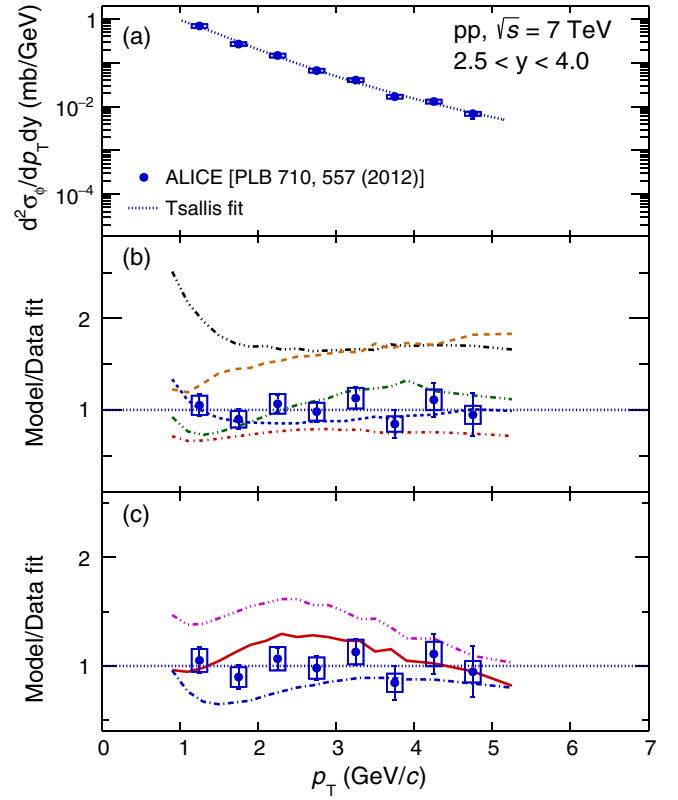 1
10⁻²
10⁻⁴
d²σ_ϕ/dp_T dy (mb/GeV)
(a)
pp, √s = 7 TeV
2.5 < y < 4.0
ALICE [PLB 710, 557 (2012)]
Tsallis fit
(b)
2
1
Model/Data fit
(c)
2
1
Model/Data fit
0 1 2 3 4 5 6 7
p_T (GeV/c)